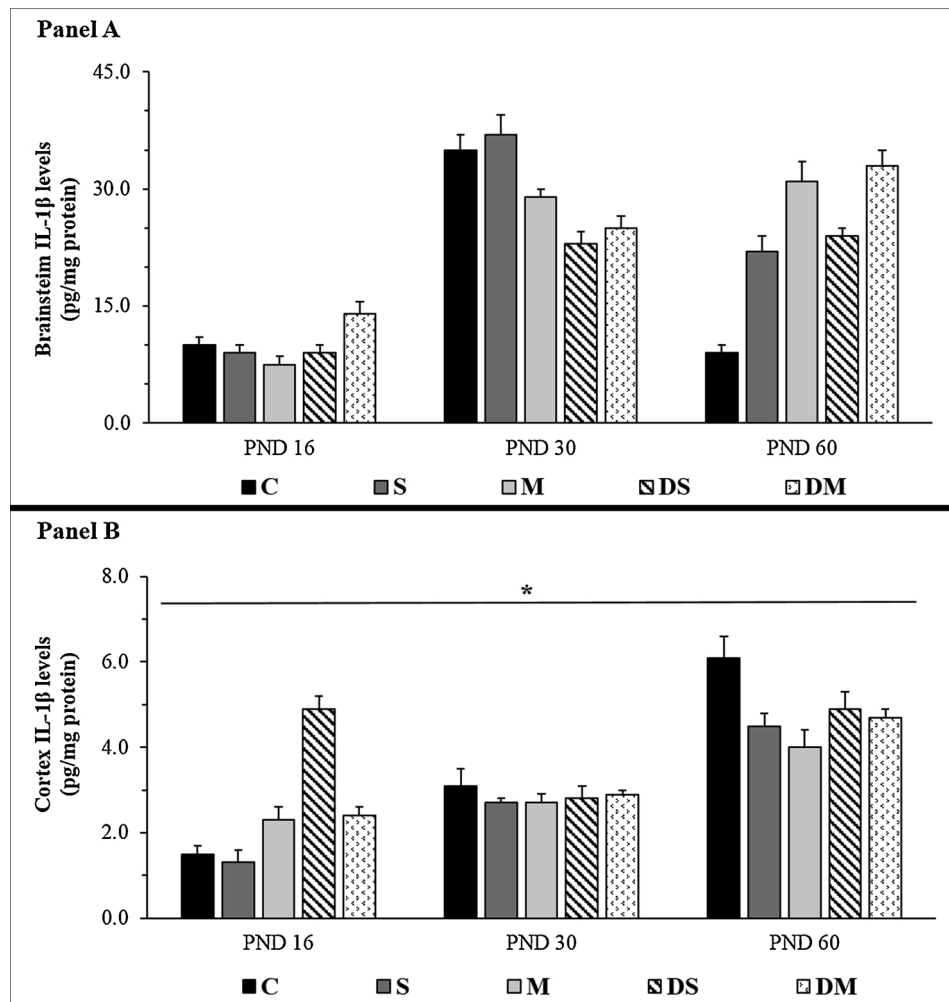 Panel A
Brainsteim IL-1β levels
(pg/mg protein)
45.0
30.0
15.0
0.0
PND 16 PND 30 PND 60
C S M DS DM
Panel B
Cortex IL-1β levels
(pg/mg protein)
8.0
*
6.0
4.0
2.0
0.0
PND 16 PND 30 PND 60
C S M DS DM